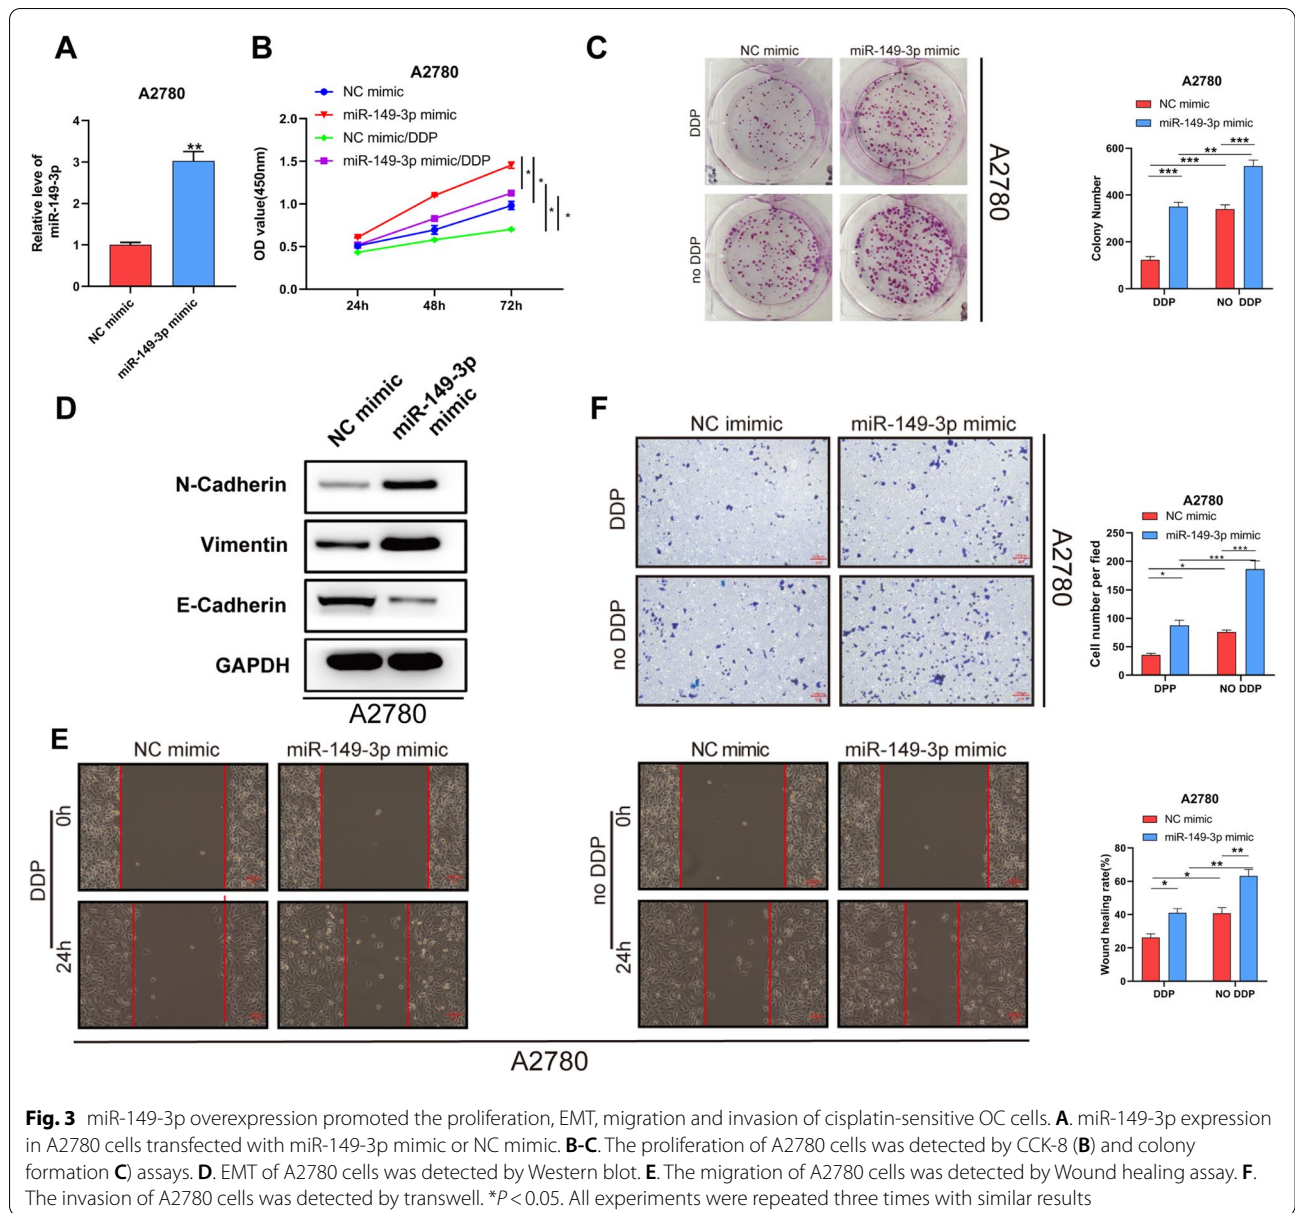 A
A2780
Relative leve of
miR-149-3p
4
3
2
1
0
**
NC mimic
miR-149-3p mimic
B
A2780
NC mimic
miR-149-3p mimic
NC mimic/DDP
miR-149-3p mimic/DDP
OD value(450nm)
2.0
1.5
1.0
0.5
0.0
24h
48h
72h
*
*
*
*
C
NC mimic
miR-149-3p mimic
DDP
no DDP
A2780
A2780
NC mimic
miR-149-3p mimic
Colony Number
600
400
200
0
***
**
***
***
DDP
NO DDP
D
NC mimic
miR-149-3p
mimic
N-Cadherin
Vimentin
E-Cadherin
GAPDH
A2780
F
NC imimic
miR-149-3p mimic
DDP
no DDP
A2780
A2780
NC mimic
miR-149-3p mimic
Cell number per fied
250
200
150
100
50
0
***
***
*
*
DPP
NO DDP
E
NC mimic
miR-149-3p mimic
DDP
0h
24h
NC mimic
miR-149-3p mimic
no DDP
0h
24h
A2780
A2780
NC mimic
miR-149-3p mimic
Wound healing rate(%)
80
60
40
20
0
**
**
*
*
DDP
NO DDP
Fig. 3 miR-149-3p overexpression promoted the proliferation, EMT, migration and invasion of cisplatin-sensitive OC cells. A. miR-149-3p expression
in A2780 cells transfected with miR-149-3p mimic or NC mimic. B-C. The proliferation of A2780 cells was detected by CCK-8 (B) and colony
formation C) assays. D. EMT of A2780 cells was detected by Western blot. E. The migration of A2780 cells was detected by Wound healing assay. F.
The invasion of A2780 cells was detected by transwell. *P < 0.05. All experiments were repeated three times with similar results